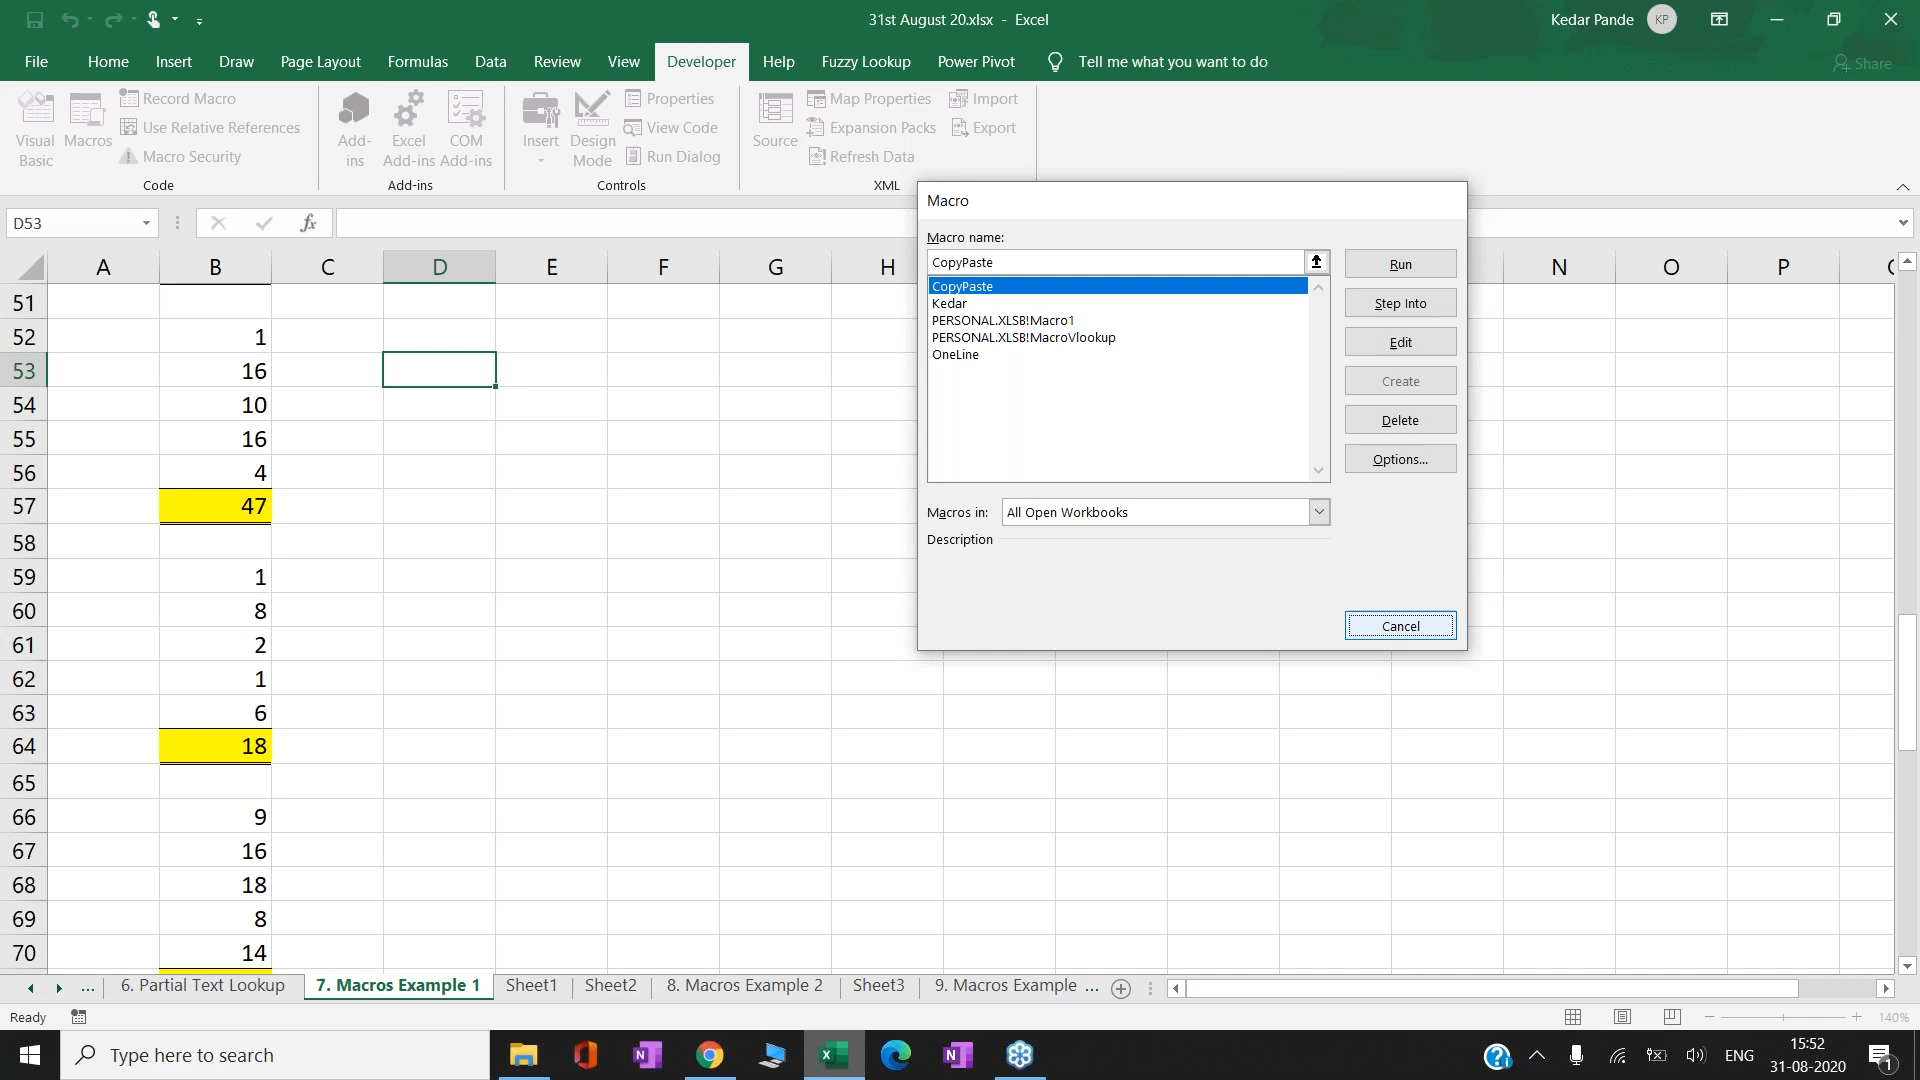 31st August 20.xlsx - Excel
Kedar Pande
KP
File
Home
Insert
Draw
Page Layout
Formulas
Data
Review
View
Developer
Help
Fuzzy Lookup
Power Pivot
Tell me what you want to do
Share
Visual
Basic
Macros
Record Macro
Use Relative References
Macro Security
Code
Add-
ins
Excel
Add-ins
COM
Add-ins
Add-ins
Insert
Design
Mode
Properties
View Code
Run Dialog
Controls
Source
Map Properties
Expansion Packs
Refresh Data
Import
Export
XML
D53
fx
A B C D E F G H N O P
51
52 1
53 16
54 10
55 16
56 4
57 47
58
59 1
60 8
61 2
62 1
63 6
64 18
65
66 9
67 16
68 18
69 8
70 14
Macro
Macro name:
CopyPaste
CopyPaste
Kedar
PERSONAL.XLSB!Macro1
PERSONAL.XLSB!MacroVlookup
OneLine
Run
Step Into
Edit
Create
Delete
Options...
Macros in: All Open Workbooks
Description
Cancel
... 6. Partial Text Lookup
7. Macros Example 1
Sheet1
Sheet2
8. Macros Example 2
Sheet3
9. Macros Example ...
Ready
140%
Type here to search
ENG
15:52
31-08-2020
1